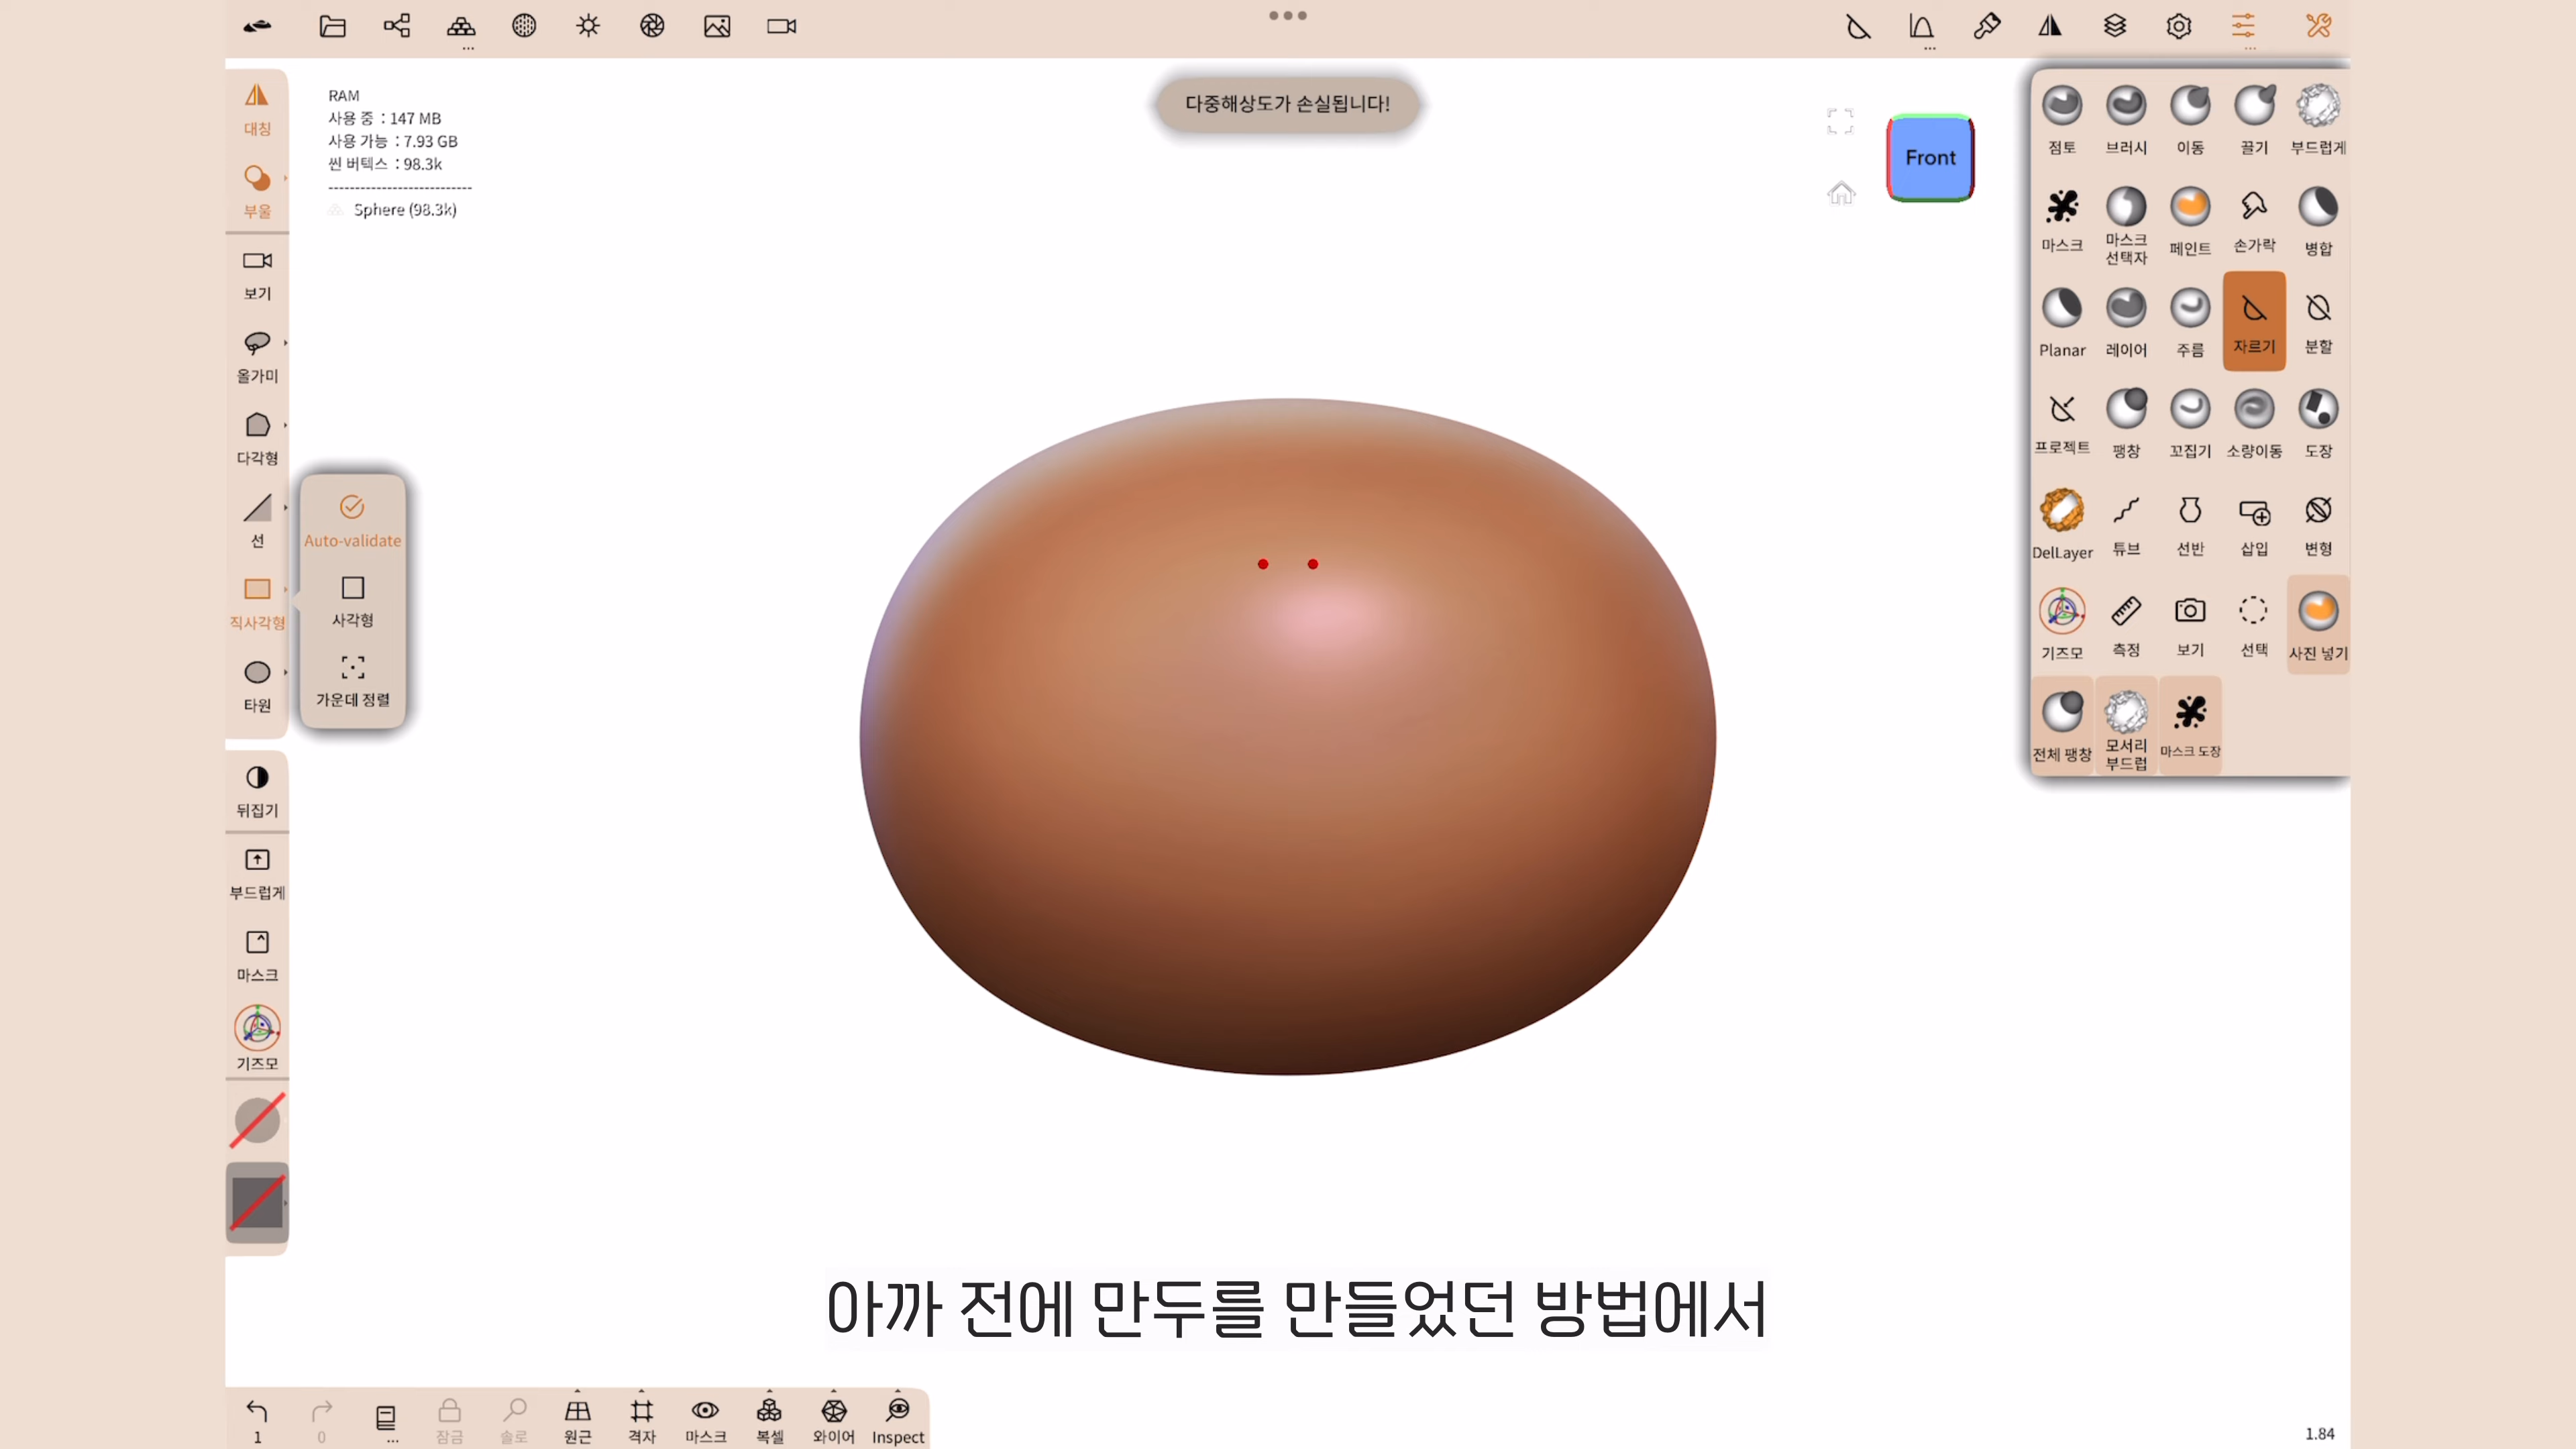 RAM
사용 중 : 147 MB
사용 가능 : 7.93 GB
씬 버텍스 : 98.3k
----------------------------
Sphere (98.3k)
다중해상도가 손실됩니다!
Front
대칭
부울
보기
올가미
다각형
선
직사각형
타원
Auto-validate
사각형
가운데 정렬
뒤집기
부드럽게
마스크
기즈모
점토 브러시 이동 끌기 부드럽게
마스크 마스크 선택자 페인트 손가락 병합
Planar 레이어 주름 자르기 분할
프로젝트 팽창 꼬집기 소량이동 도장
DelLayer 튜브 선반 삽입 변형
기즈모 측정 보기 선택 사진 넣기
전체 팽창 모서리 부드럽 마스크 도장
아까 전에 만두를 만들었던 방법에서
1 0 ... 잠금 솔로 원근 격자 마스크 복셀 와이어 Inspect
1.84